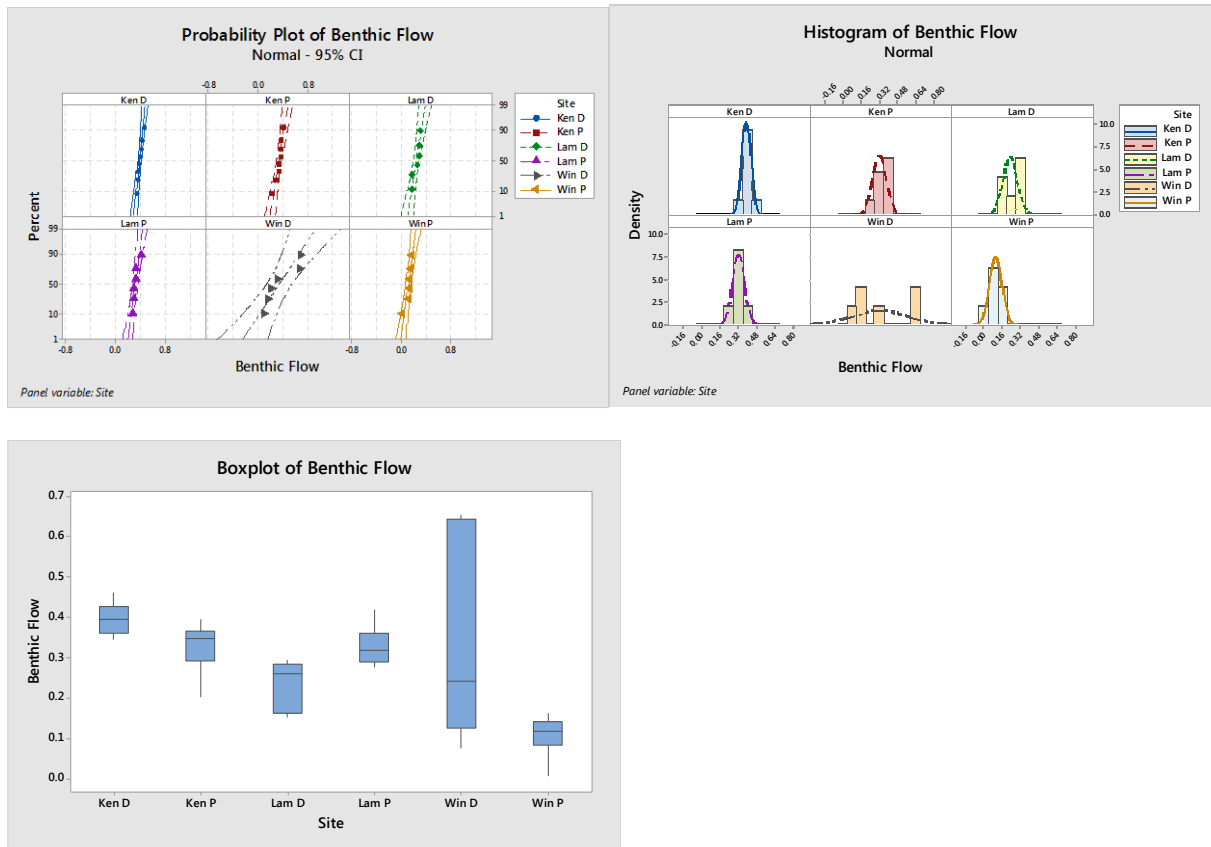 Probability Plot of Benthic Flow
Normal - 95% CI
-0.8 0.0 0.8
Ken D Ken P Lam D
99
90
50
10
1
Lam P Win D Win P
99
90
50
10
1
-0.8 0.0 0.8 -0.8 0.0 0.8
Percent
Benthic Flow
Panel variable: Site
Site
Ken D
Ken P
Lam D
Lam P
Win D
Win P
Histogram of Benthic Flow
Normal
-0.16 0.00 0.16 0.32 0.48 0.64 0.80
Ken D Ken P Lam D
10.0
7.5
5.0
2.5
0.0
Lam P Win D Win P
10.0
7.5
5.0
2.5
0.0
-0.16 0.00 0.16 0.32 0.48 0.64 0.80 -0.16 0.00 0.16 0.32 0.48 0.64 0.80
Density
Benthic Flow
Panel variable: Site
Site
Ken D
Ken P
Lam D
Lam P
Win D
Win P
Boxplot of Benthic Flow
0.7
0.6
0.5
0.4
0.3
0.2
0.1
0.0
Benthic Flow
Ken D Ken P Lam D Lam P Win D Win P
Site